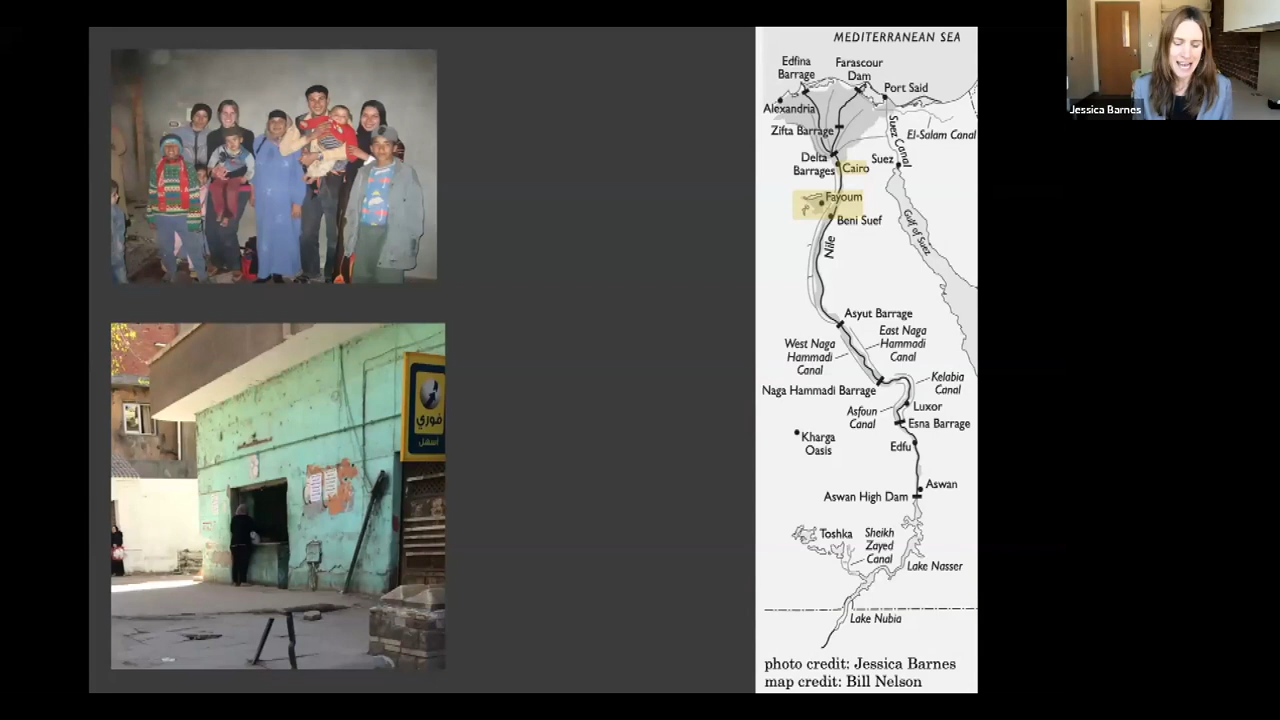 MEDITERRANEAN SEA
Edfina
Barrage
Farascour
Dam
Port Said
Alexandria
Zifta Barrage
El-Salam Canal
Suez Canal
Delta
Barrages
Cairo
Suez
Fayoum
Beni Suef
Gulf of Suez
Nile
Asyut Barrage
East Naga
Hammadi
Canal
West Naga
Hammadi
Canal
Naga Hammadi Barrage
Kelabia
Canal
Luxor
Asfoun
Canal
Esna Barrage
Kharga
Oasis
Edfu
Aswan
Aswan High Dam
Toshka
Sheikh
Zayed
Canal
Lake Nasser
Lake Nubia
photo credit: Jessica Barnes
map credit: Bill Nelson
فوري
أسهل
Jessica Barnes